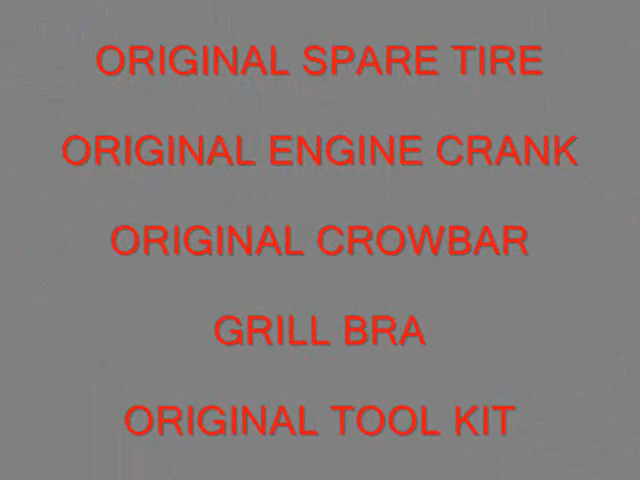 ORIGINAL SPARE TIRE
ORIGINAL ENGINE CRANK
ORIGINAL CROWBAR
GRILL BRA
ORIGINAL TOOL KIT